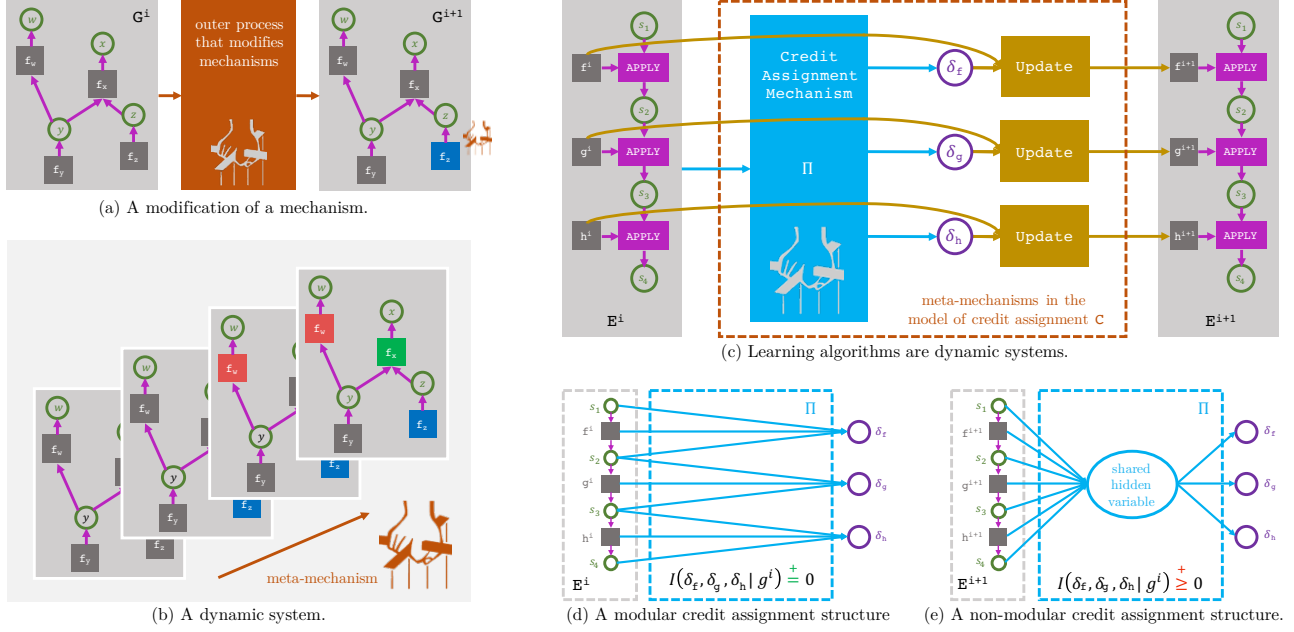 w
G^i
f_w
x
f_x
y
z
f_y
f_z
outer process
that modifies
mechanisms
w
G^{i+1}
f_w
x
f_x
y
z
f_y
f_z
(a) A modification of a mechanism.
w
f_w
y
f_y
w
f_w
y
f_y
f_z
w
f_w
y
f_y
f_z
w
x
f_w
f_x
y
z
f_y
f_z
meta-mechanism
(b) A dynamic system.
s_1
f^i
APPLY
s_2
g^i
APPLY
s_3
h^i
APPLY
s_4
E^i
Credit
Assignment
Mechanism
Π
δ_f
Update
δ_g
Update
δ_h
Update
meta-mechanisms in the
model of credit assignment C
s_1
f^{i+1}
APPLY
s_2
g^{i+1}
APPLY
s_3
h^{i+1}
APPLY
s_4
E^{i+1}
(c) Learning algorithms are dynamic systems.
s_1
f^i
s_2
g^i
s_3
h^i
s_4
E^i
Π
δ_f
δ_g
δ_h
I(δ_f, δ_g, δ_h | g^i) \overset{+}{=} 0
(d) A modular credit assignment structure
s_1
f^{i+1}
s_2
g^{i+1}
s_3
h^{i+1}
s_4
E^{i+1}
Π
shared
hidden
variable
δ_f
δ_g
δ_h
I(δ_f, δ_g, δ_h | g^i) \overset{+}{≥} 0
(e) A non-modular credit assignment structure.